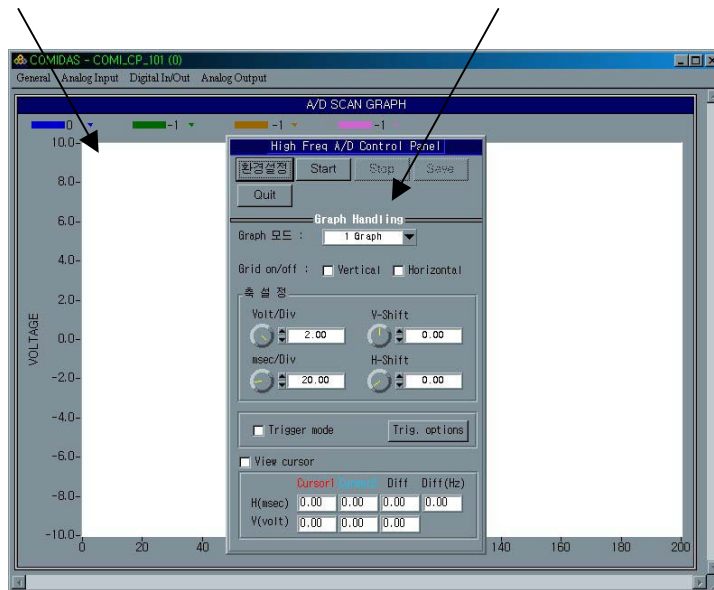 COMIDAS - COMI_CP_101 (0)
General Analog Input Digital In/Out Analog Output
A/D SCAN GRAPH
0 -1 -1 -1
High Freq A/D Control Panel
환경설정 Start Stop Save
Quit
Graph Handling
Graph 모드 : 1 Graph
Grid on/off : Vertical Horizontal
축 설 정
Volt/Div V-Shift
2.00 0.00
msec/Div H-Shift
20.00 0.00
Trigger mode Trig. options
View cursor
Cursor1 Cursor2 Diff Diff(Hz)
H(msec) 0.00 0.00 0.00 0.00
V(volt) 0.00 0.00 0.00
VOLTAGE
10.0
8.0
6.0
4.0
2.0
0.0
-2.0
-4.0
-6.0
-8.0
-10.0
0 20 40 140 160 180 200